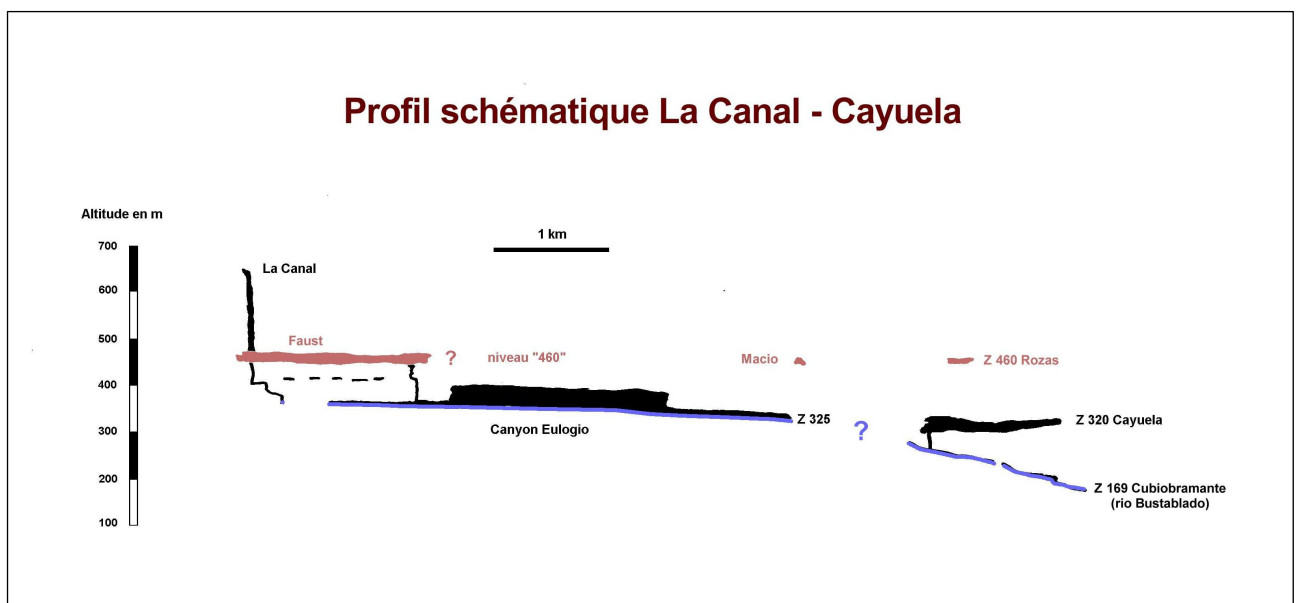 Profil schématique La Canal - Cayuela
Altitude en m
700
600
500
400
300
200
100
1 km
La Canal
Faust
?
niveau "460"
Macio
Z 460 Rozas
Z 325
Canyon Eulogio
?
Z 320 Cayuela
Z 169 Cubiobramante
(rio Bustablado)